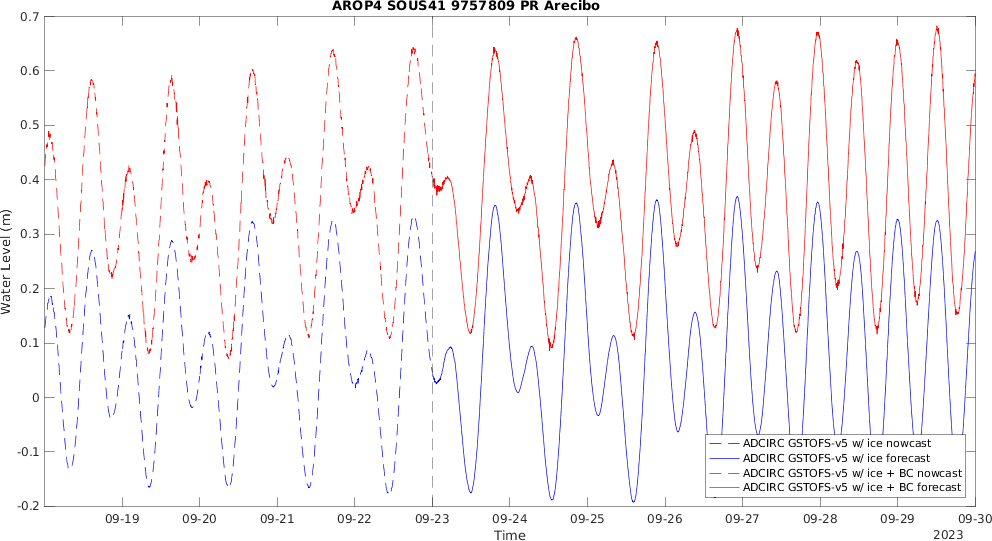 AROP4 SOUS41 9757809 PR Arecibo
0.7
0.6
0.5
0.4
0.3
0.2
0.1
0
-0.1
-0.2
Water Level (m)
ADCIRC GSTOFS-v5 w/ ice nowcast
ADCIRC GSTOFS-v5 w/ ice forecast
ADCIRC GSTOFS-v5 w/ ice + BC nowcast
ADCIRC GSTOFS-v5 w/ ice + BC forecast
09-19 09-20 09-21 09-22 09-23 09-24 09-25 09-26 09-27 09-28 09-29 09-30
Time
2023